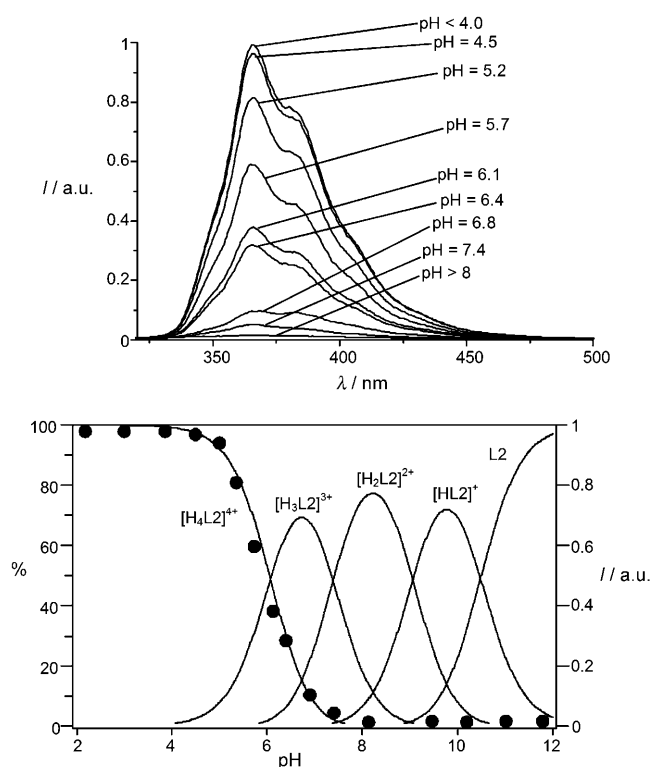 pH < 4.0
pH = 4.5
pH = 5.2
pH = 5.7
pH = 6.1
pH = 6.4
pH = 6.8
pH = 7.4
pH > 8
1
0.8
0.6
0.4
0.2
0
I / a.u.
350 400 450 500
λ / nm
100
80
60
40
20
0
%
[H4L2]4+
[H3L2]3+
[H2L2]2+
[HL2]+
L2
1
0.8
0.6
0.4
0.2
0
I / a.u.
2 4 6 8 10 12
pH